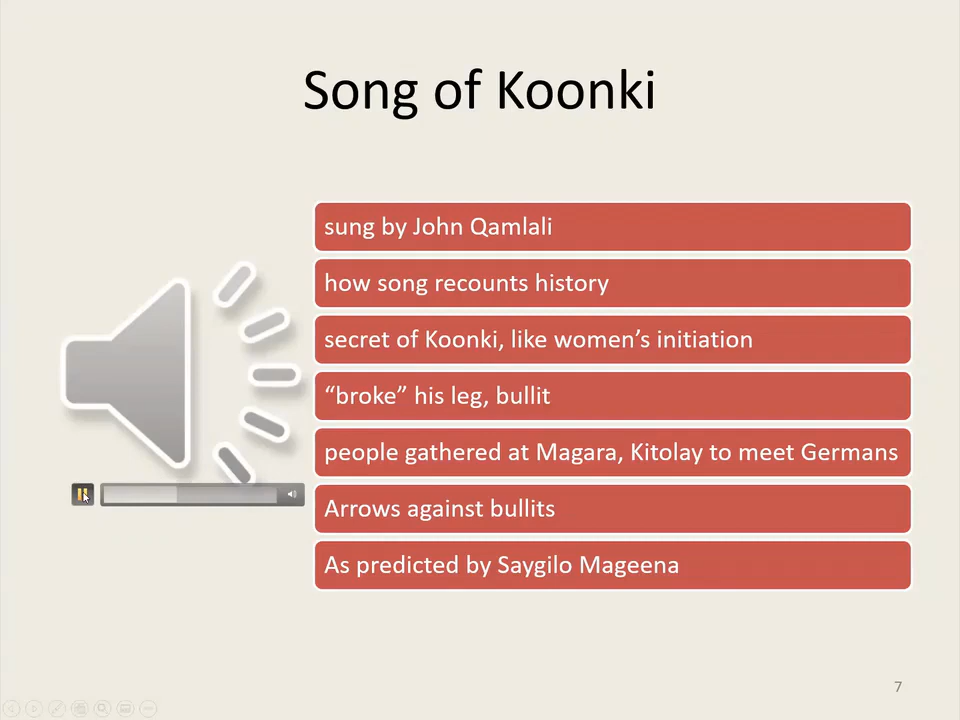 Song of Koonki
sung by John Qamlali
how song recounts history
secret of Koonki, like women’s initiation
“broke” his leg, bullit
people gathered at Magara, Kitolay to meet Germans
Arrows against bullits
As predicted by Saygilo Mageena
7